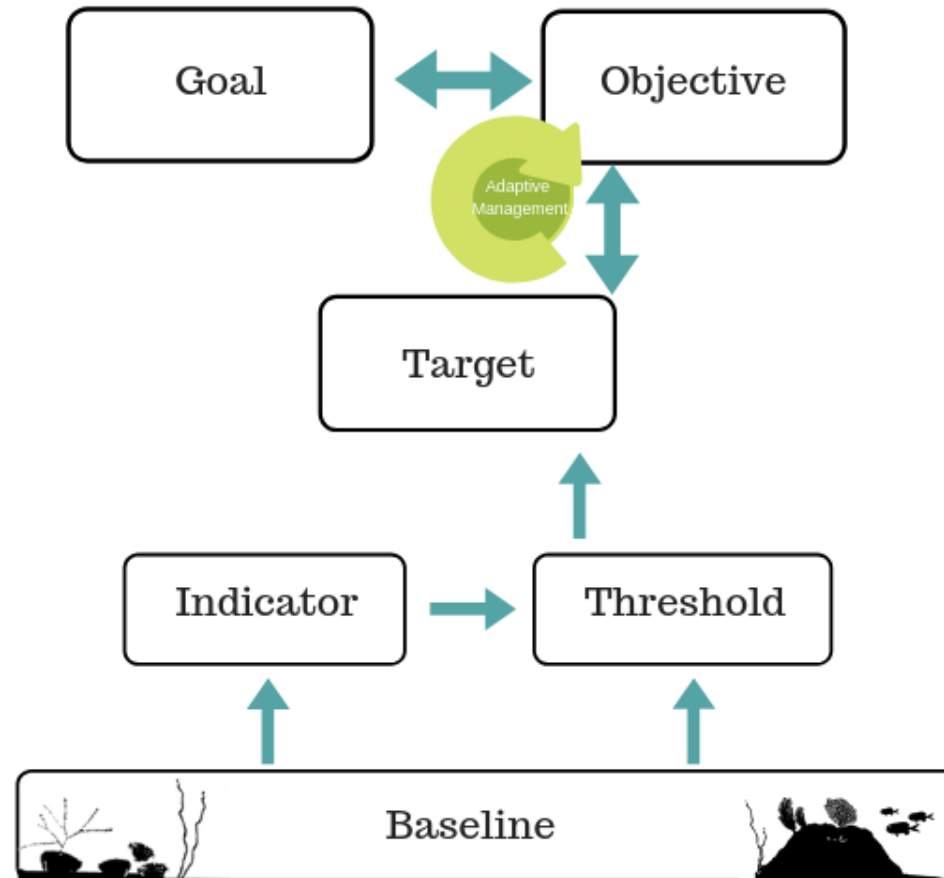 Goal
Objective
Adaptive
Management
Target
Indicator
Threshold
Baseline